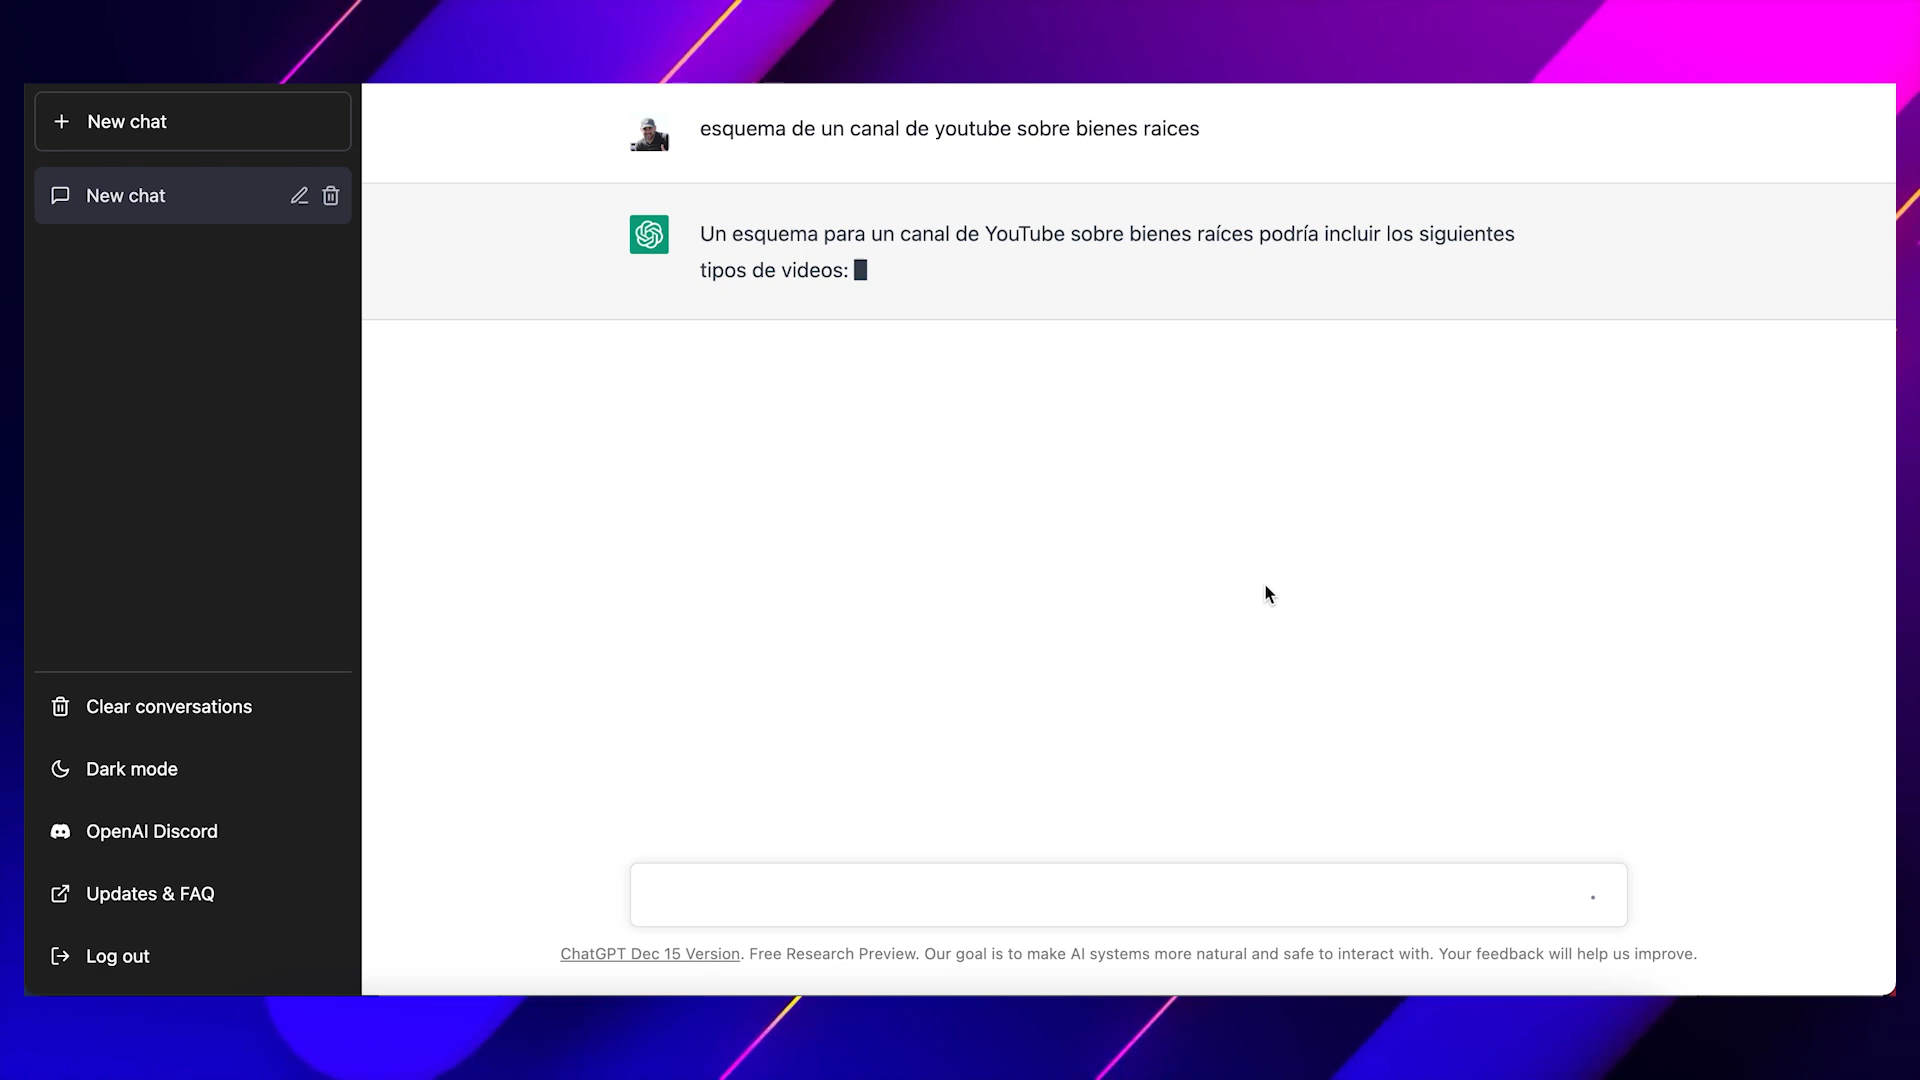 New chat
New chat
Clear conversations
Dark mode
OpenAI Discord
Updates & FAQ
Log out
esquema de un canal de youtube sobre bienes raices
Un esquema para un canal de YouTube sobre bienes raíces podría incluir los siguientes
tipos de videos:
ChatGPT Dec 15 Version. Free Research Preview. Our goal is to make AI systems more natural and safe to interact with. Your feedback will help us improve.